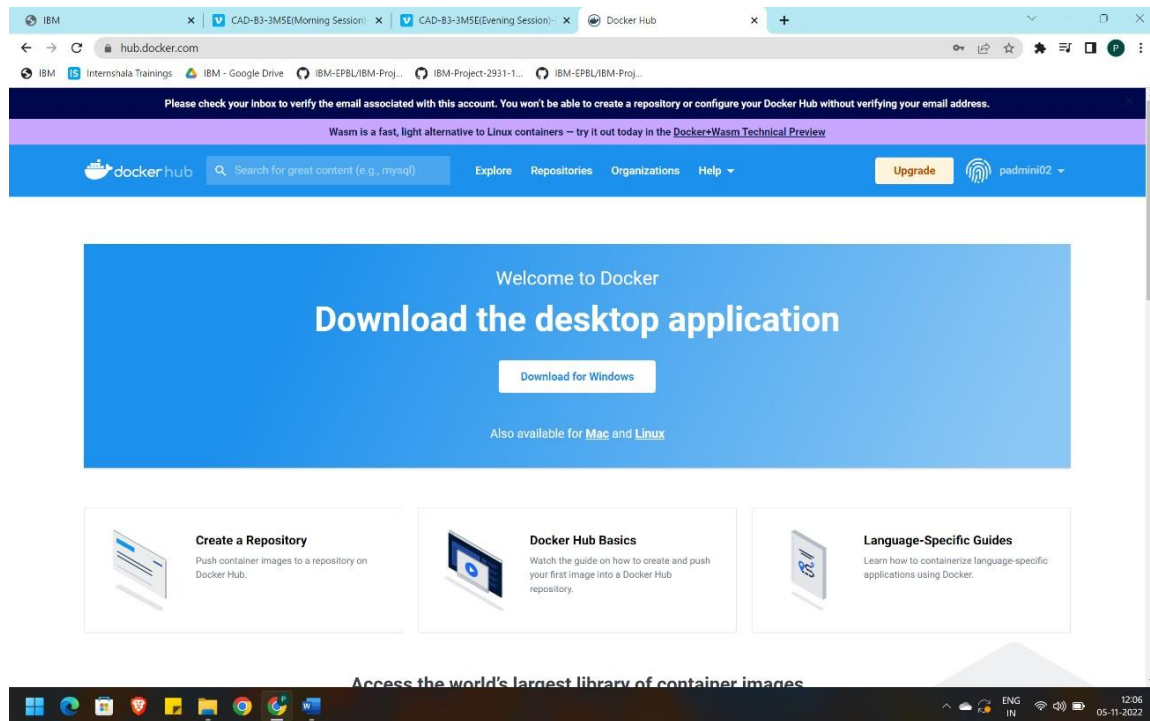 IBM
CAD-B3-3M5E(Morning Session)
CAD-B3-3M5E(Evening Session)-
Docker Hub
hub.docker.com
P
IBM
IS Internshala Trainings
IBM - Google Drive
IBM-EPBL/IBM-Proj...
IBM-Project-2931-1...
IBM-EPBL/IBM-Proj...
Please check your inbox to verify the email associated with this account. You won't be able to create a repository or configure your Docker Hub without verifying your email address.
Wasm is a fast, light alternative to Linux containers — try it out today in the Docker+Wasm Technical Preview
dockerhub
Search for great content (e.g., mysql)
Explore
Repositories
Organizations
Help
Upgrade
padmini02
Welcome to Docker
Download the desktop application
Download for Windows
Also available for Mac and Linux
Create a Repository
Push container images to a repository on
Docker Hub.
Docker Hub Basics
Watch the guide on how to create and push
your first image into a Docker Hub
repository.
Language-Specific Guides
Learn how to containerize language-specific
applications using Docker.
Access the world's largest library of container images
ENG
IN
12:06
05-11-2022